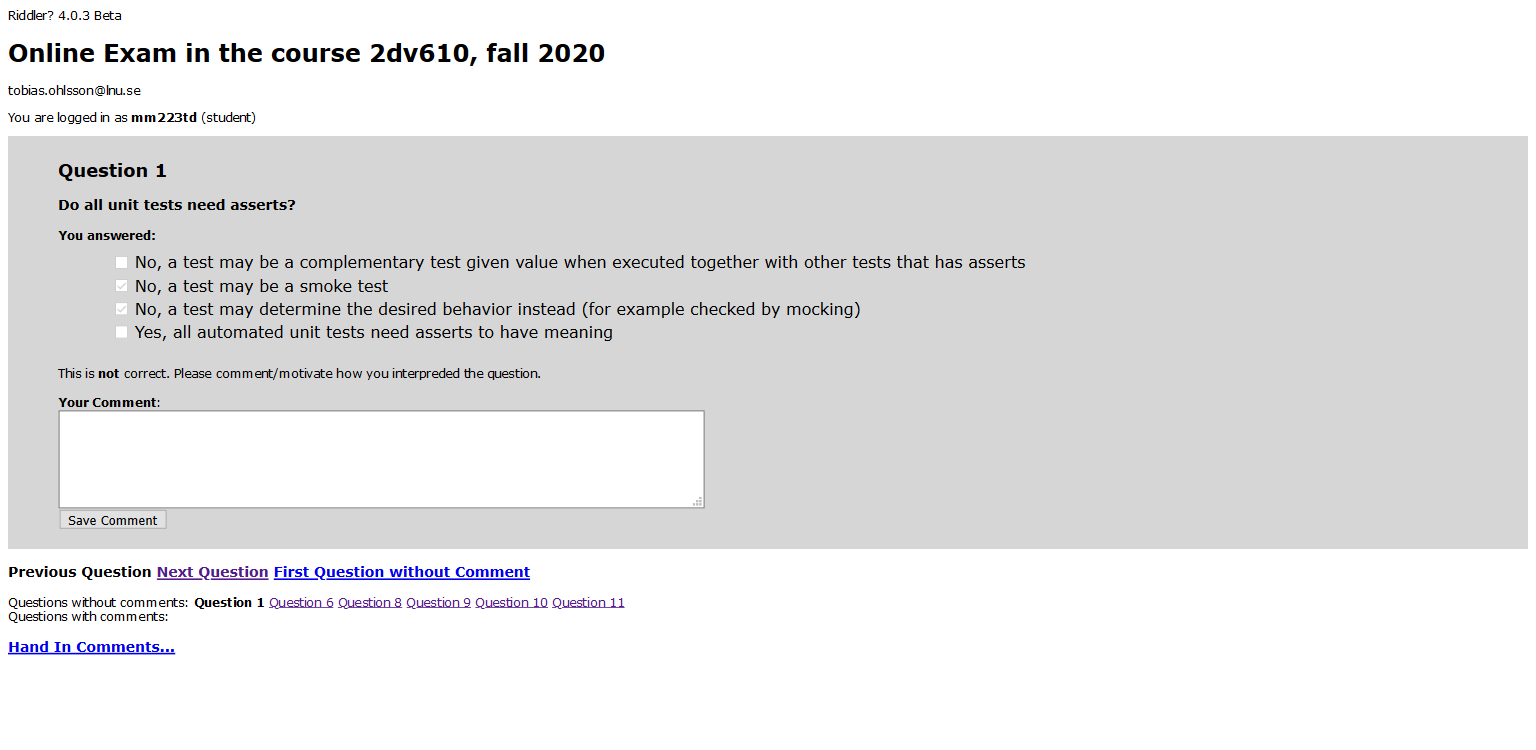 Riddler? 4.0.3 Beta
Online Exam in the course 2dv610, fall 2020
tobias.ohlsson@lnu.se
You are logged in as mm223td (student)
Question 1
Do all unit tests need asserts?
You answered:
No, a test may be a complementary test given value when executed together with other tests that has asserts
No, a test may be a smoke test
No, a test may determine the desired behavior instead (for example checked by mocking)
Yes, all automated unit tests need asserts to have meaning
This is not correct. Please comment/motivate how you interpreded the question.
Your Comment:
Save Comment
Previous Question Next Question First Question without Comment
Questions without comments: Question 1 Question 6 Question 8 Question 9 Question 10 Question 11
Questions with comments:
Hand In Comments...